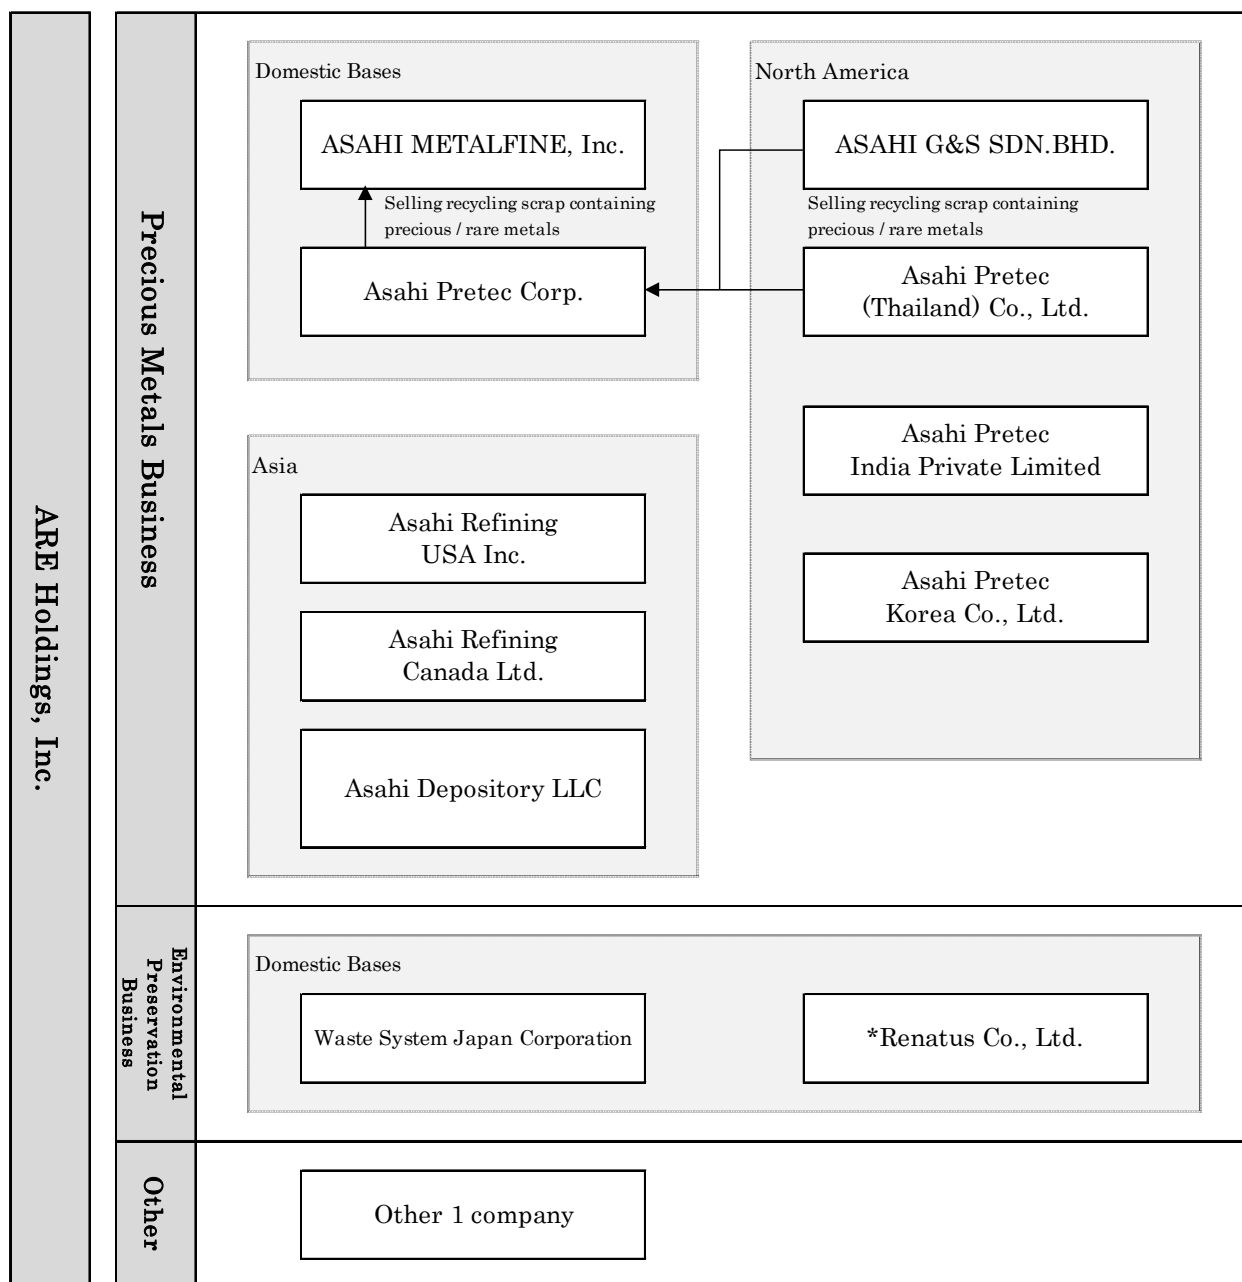 ARE Holdings, Inc.
Precious Metals Business
Domestic Bases
ASAHI METALFINE, Inc.
Selling recycling scrap containing
precious / rare metals
Asahi Pretec Corp.
North America
ASAHI G&S SDN.BHD.
Selling recycling scrap containing
precious / rare metals
Asahi Pretec
(Thailand) Co., Ltd.
Asahi Pretec
India Private Limited
Asahi Pretec
Korea Co., Ltd.
Asia
Asahi Refining
USA Inc.
Asahi Refining
Canada Ltd.
Asahi Depository LLC
Environmental
Preservation
Business
Domestic Bases
Waste System Japan Corporation
*Renatus Co., Ltd.
Other
Other 1 company